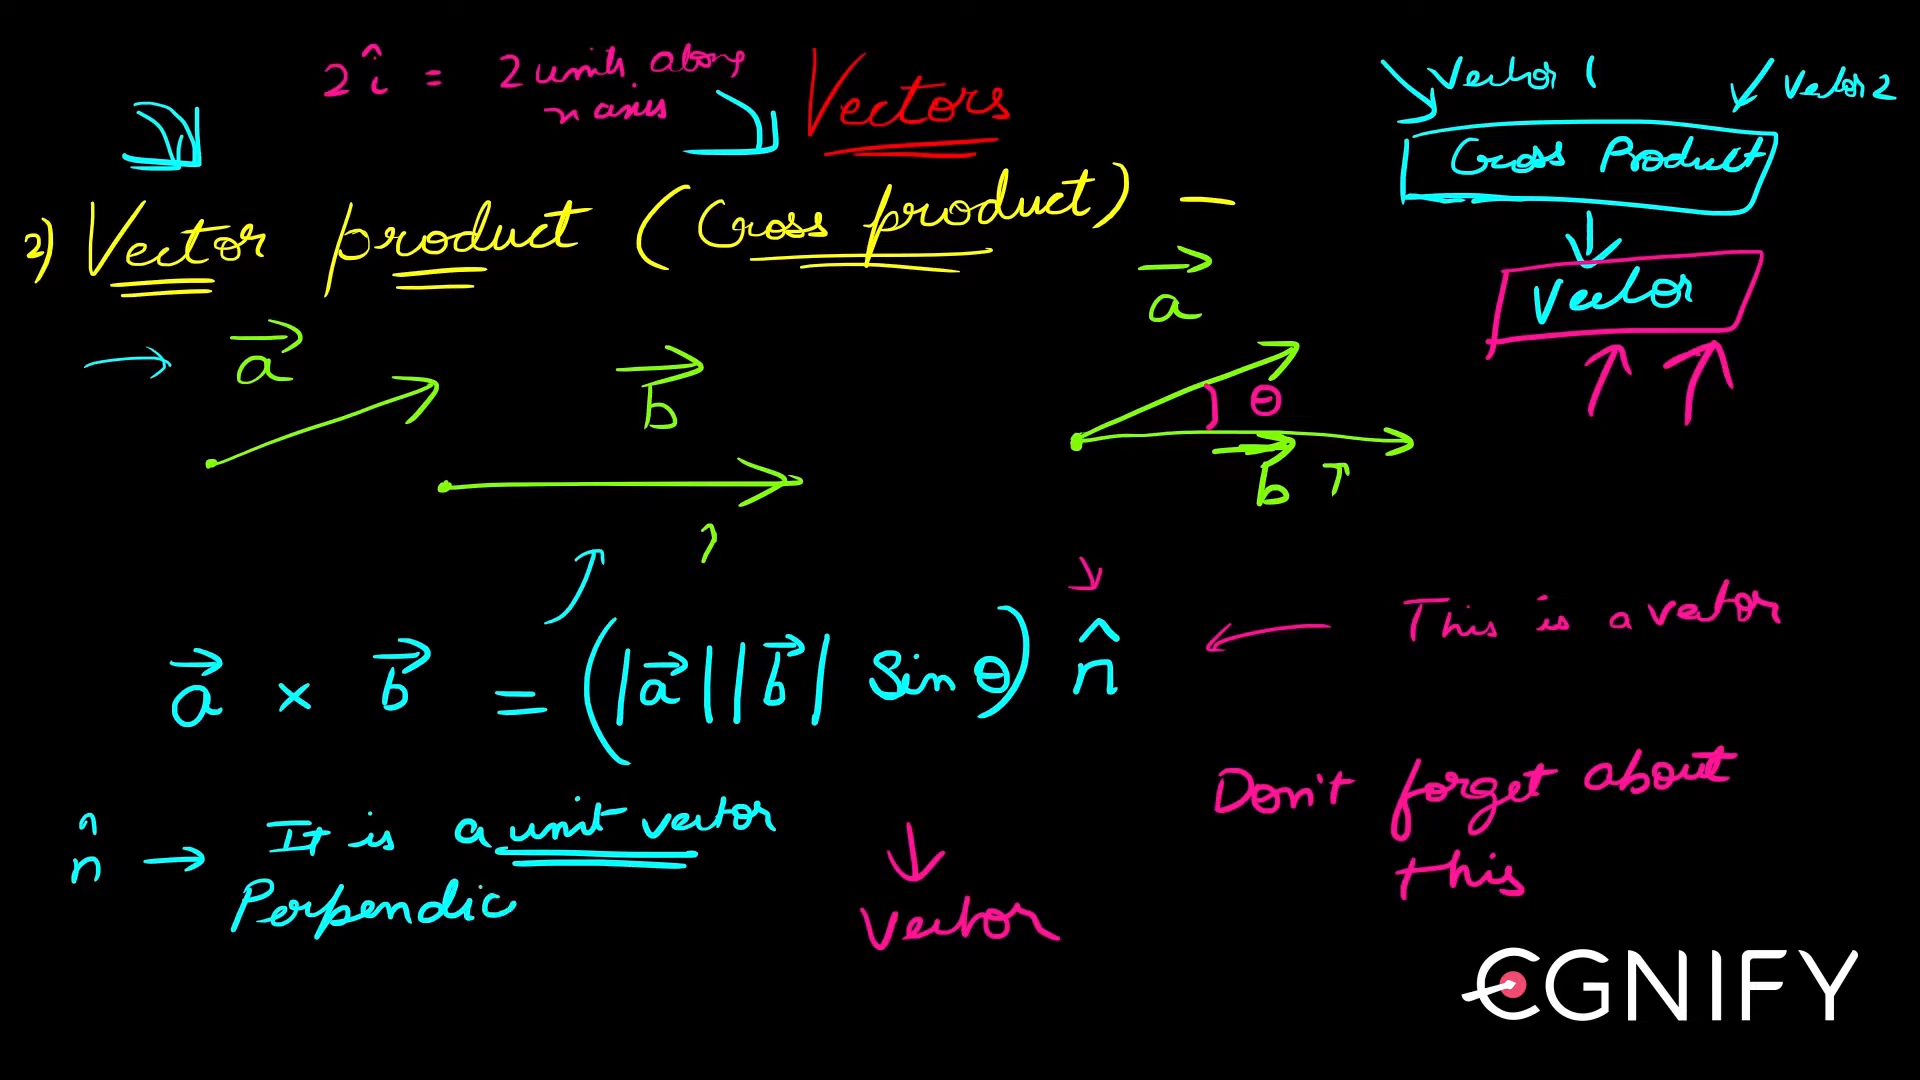 2î = 2 units along
x axis
Vectors
Vector 1
Vector 2
Cross Product
Vector
2) Vector product (Cross product) –
→ a⃗
b⃗
a⃗
θ
b⃗
a⃗ × b⃗ = (|a⃗||b⃗| Sin θ) n̂
This is a vector
Don't forget about
this
n̂ → It is a unit vector
Perpendic
Vector
EGNIFY